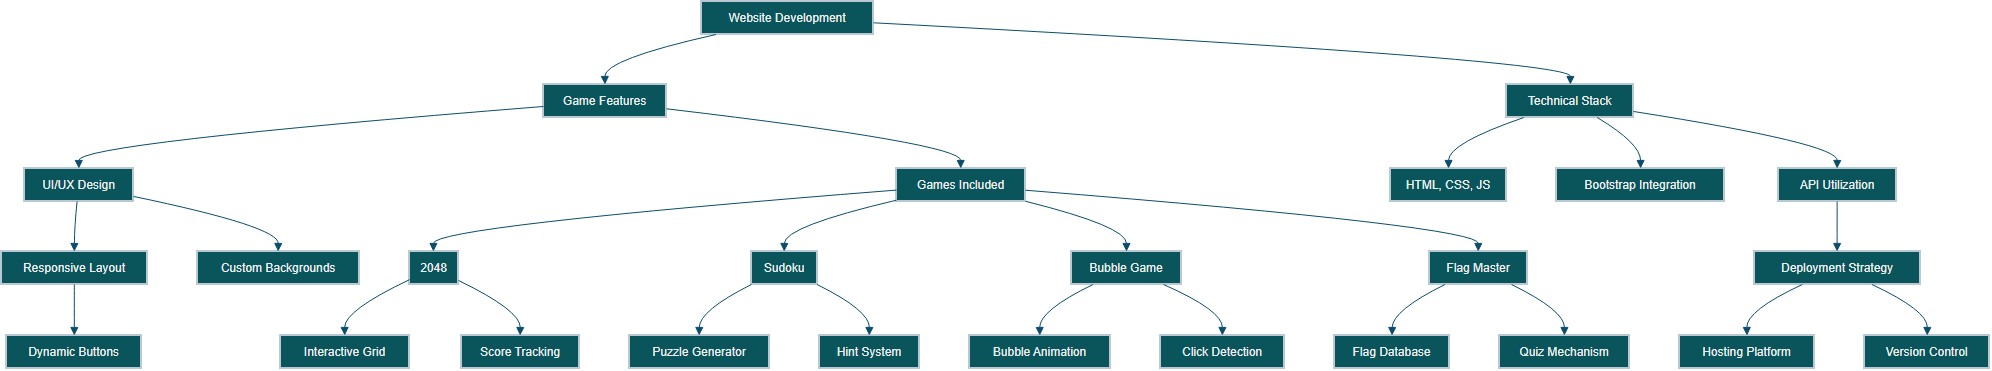 Website Development
Game Features
Technical Stack
UI/UX Design
Games Included
HTML, CSS, JS
Bootstrap Integration
API Utilization
Responsive Layout
Custom Backgrounds
2048
Sudoku
Bubble Game
Flag Master
Deployment Strategy
Dynamic Buttons
Interactive Grid
Score Tracking
Puzzle Generator
Hint System
Bubble Animation
Click Detection
Flag Database
Quiz Mechanism
Hosting Platform
Version Control